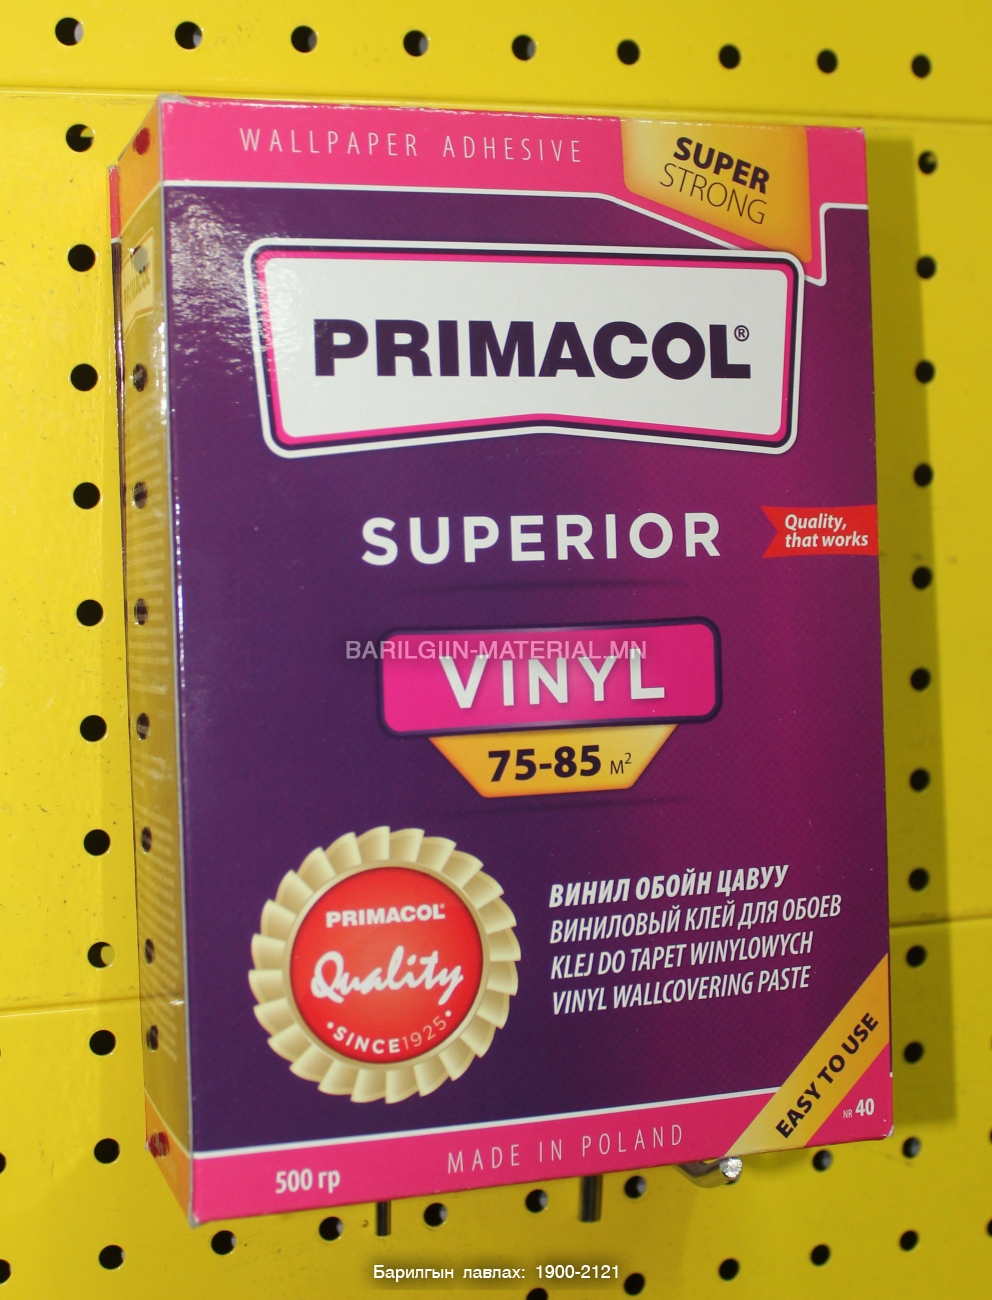 WALLPAPER ADHESIVE
SUPER
STRONG
PRIMACOL®
SUPERIOR
Quality,
that works
BARILGIIN-MATERIAL.MN
VINYL
75-85 M²
PRIMACOL
Quality
•SINCE1925•
ВИНИЛ ОБОЙН ЦАВУУ
ВИНИЛОВЫЙ КЛЕЙ ДЛЯ ОБОЕВ
KLEJ DO TAPET WINYLOWYCH
VINYL WALLCOVERING PASTE
EASY TO USE
NR 40
MADE IN POLAND
500 гр
Барилгын лавлах: 1900-2121